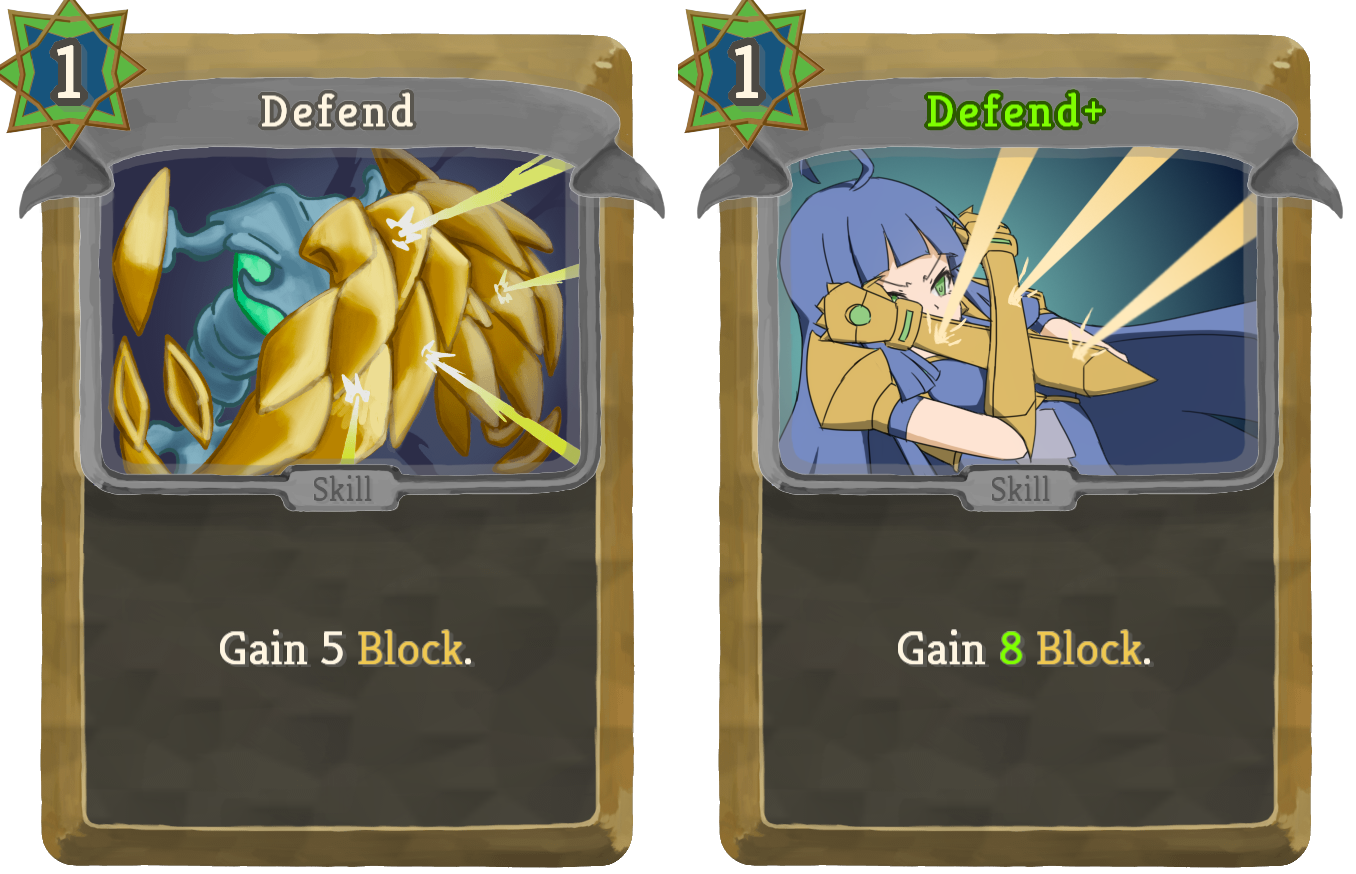 1
Defend
Skill
Gain 5 Block.
1
Defend+
Skill
Gain 8 Block.